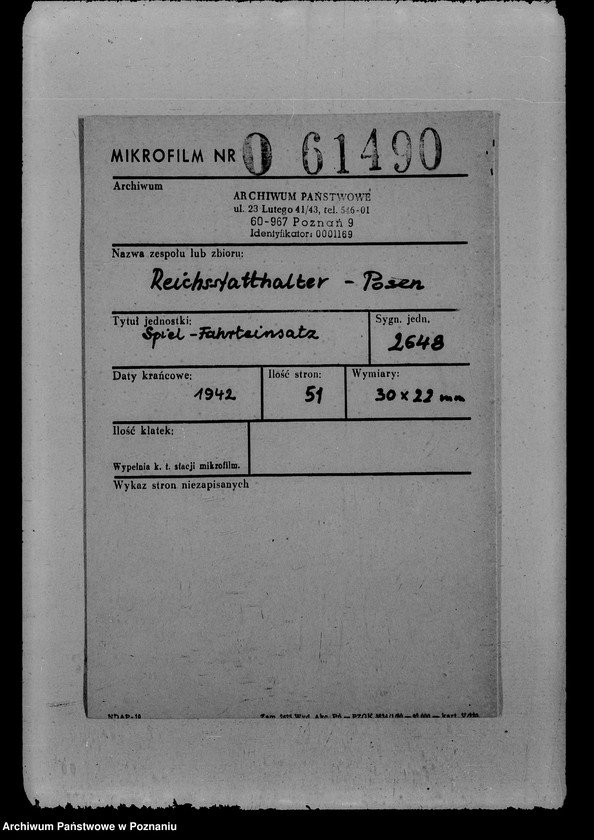 MIKROFILM NR 0 61490
Archiwum
ARCHIWUM PAŃSTWOWE
ul. 23 Lutego 41/43, tel. 546-01
60-967 Poznań 9
Identyfikator: 0001169
Nazwa zespołu lub zbioru:
Reichsstatthalter - Posen
Tytuł jednostki:
Spiel-Fahrteinsatz
Sygn. jedn.
2648
Daty krańcowe:
1942
Ilość stron:
51
Wymiary:
30 x 22 mm
Ilość klatek:
Wypełnia k. t. stacji mikrofilm.
Wykaz stron niezapisanych
Archiwum Państwowe w Poznaniu